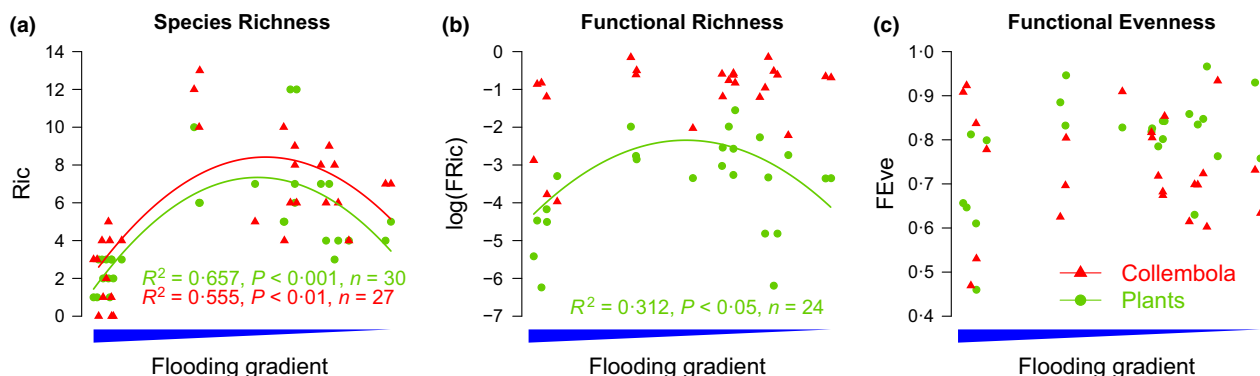 (a) Species Richness
Ric
14
12
10
8
6
4
2
0
R² = 0·657, P < 0·001, n = 30
R² = 0·555, P < 0·01, n = 27
Flooding gradient
(b) Functional Richness
log(FRic)
0
−1
−2
−3
−4
−5
−6
−7
R² = 0·312, P < 0·05, n = 24
Flooding gradient
(c) Functional Evenness
FEve
1·0
0·9
0·8
0·7
0·6
0·5
0·4
Collembola
Plants
Flooding gradient